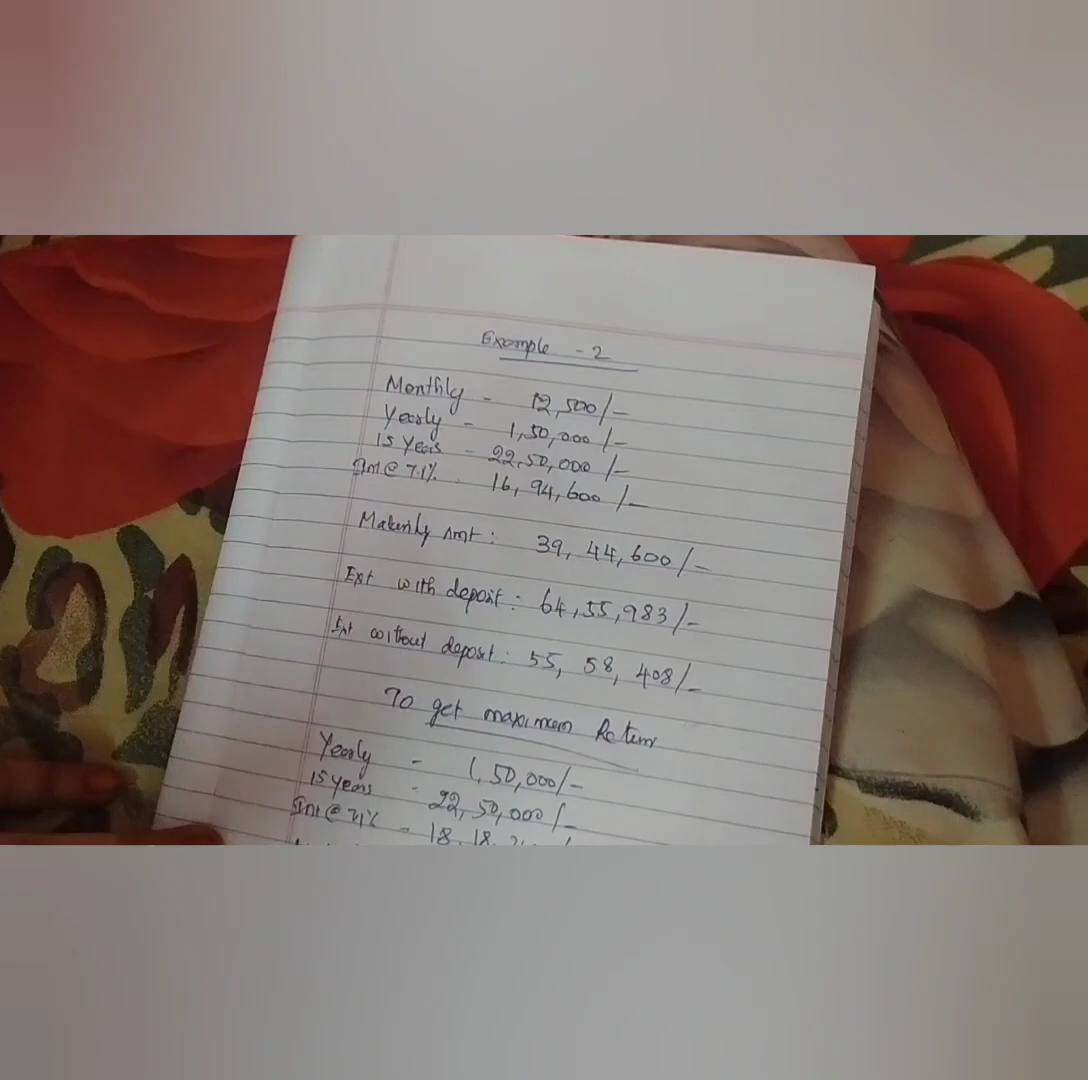 Example - 2
Monthly - 12,500/-
Yearly - 1,50,000/-
15 Years - 22,50,000/-
Int @ 7.1% - 16,94,600/-
Maturity Amt : 39,44,600/-
Ext with deposit : 64,55,983/-
Ext without deposit : 55,58,408/-
To get maximum Return
Yearly - 1,50,000/-
15 years - 22,50,000/-
Int @ 7.1% - 18,18,